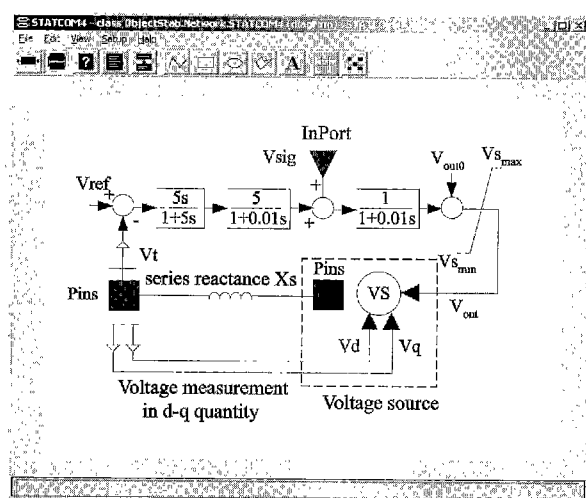 STATCOM4 - class ObjectStab.Network.STATCOM4
File Edit View Setup Help
InPort
Vsig
Vref
+
-
5s
1+5s
5
1+0.01s
+
+
1
1+0.01s
Vout0
Vsmax
Vsmin
Vt
Pins
series reactance Xs
Pins
VS
Vout
Vd
Vq
Voltage measurement
in d-q quantity
Voltage source